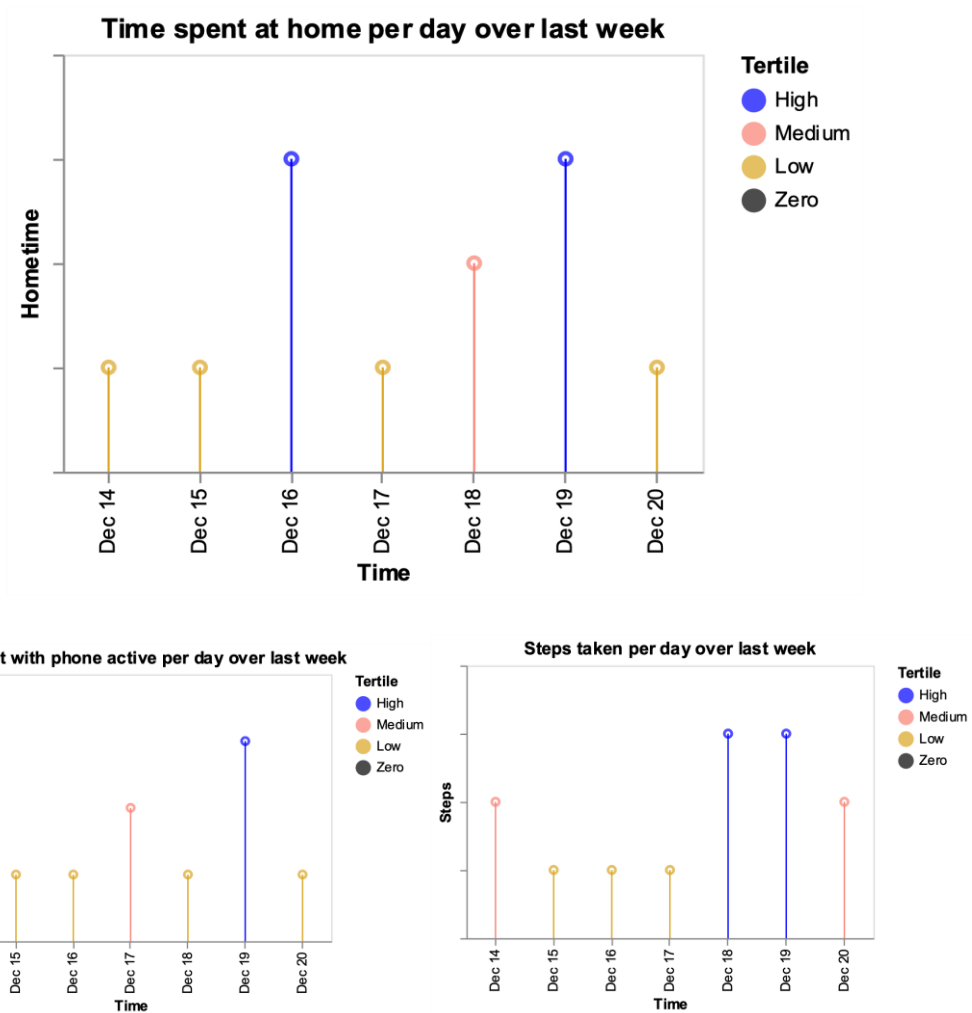 Time spent at home per day over last week
Tertile
High
Medium
Low
Zero
Hometime
Dec 14
Dec 15
Dec 16
Dec 17
Dec 18
Dec 19
Dec 20
Time
t with phone active per day over last week
Tertile
High
Medium
Low
Zero
Dec 15
Dec 16
Dec 17
Dec 18
Dec 19
Dec 20
Time
Steps taken per day over last week
Tertile
High
Medium
Low
Zero
Steps
Dec 14
Dec 15
Dec 16
Dec 17
Dec 18
Dec 19
Dec 20
Time